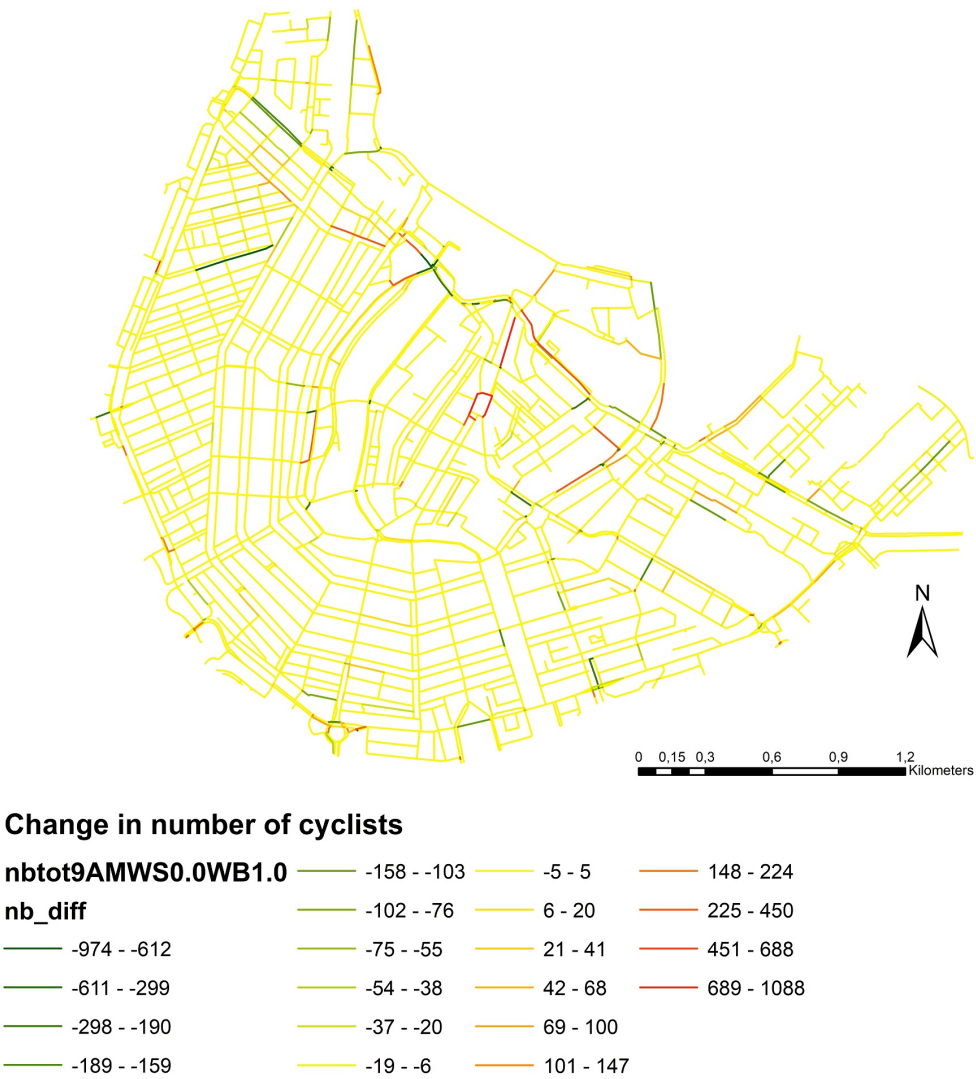 N
0 0,15 0,3 0,6 0,9 1,2
Kilometers
Change in number of cyclists
nbtot9AMWS0.0WB1.0
nb_diff
-974 - -612
-611 - -299
-298 - -190
-189 - -159
-158 - -103
-102 - -76
-75 - -55
-54 - -38
-37 - -20
-19 - -6
-5 - 5
6 - 20
21 - 41
42 - 68
69 - 100
101 - 147
148 - 224
225 - 450
451 - 688
689 - 1088